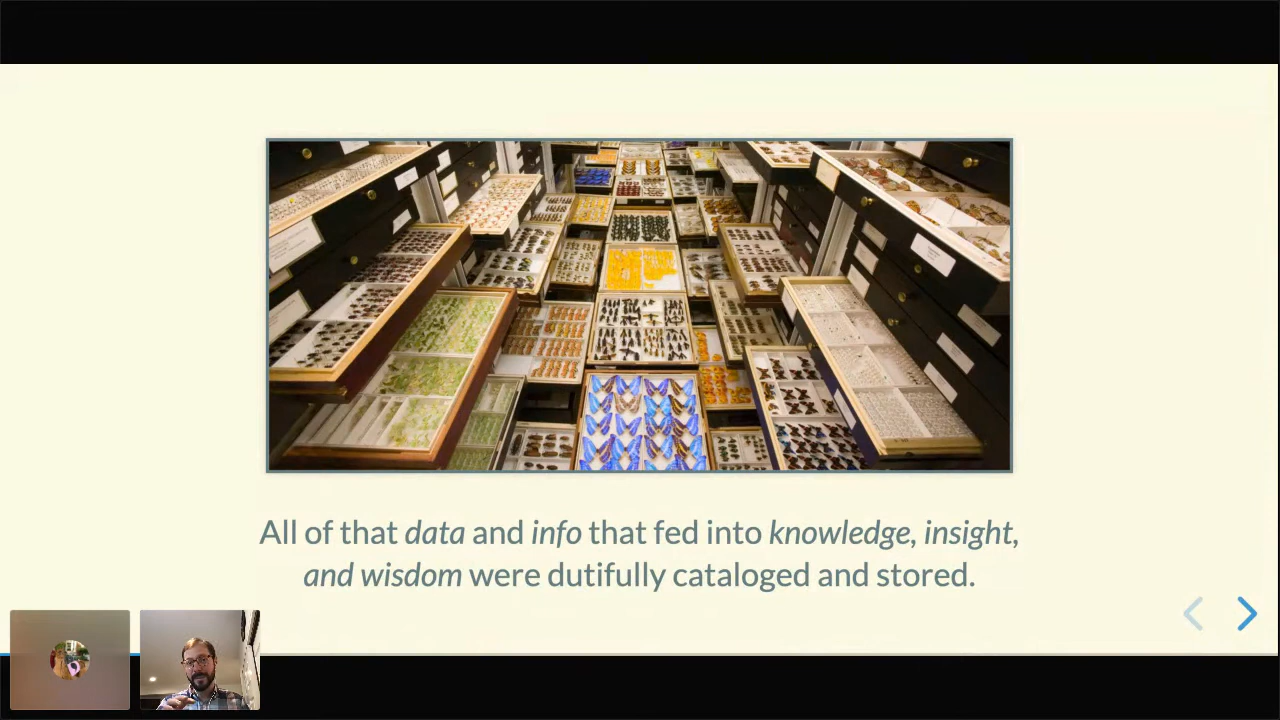 All of that data and info that fed into knowledge, insight,
and wisdom were dutifully cataloged and stored.